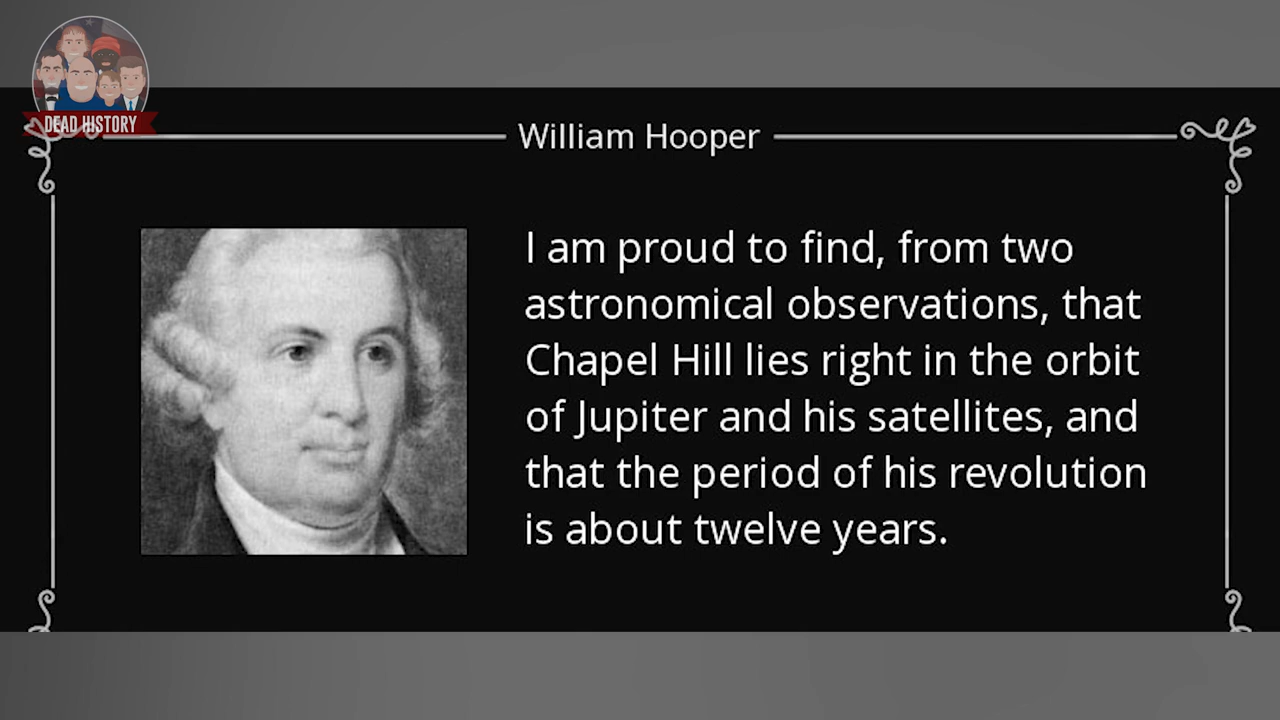 DEAD HISTORY
William Hooper
I am proud to find, from two
astronomical observations, that
Chapel Hill lies right in the orbit
of Jupiter and his satellites, and
that the period of his revolution
is about twelve years.